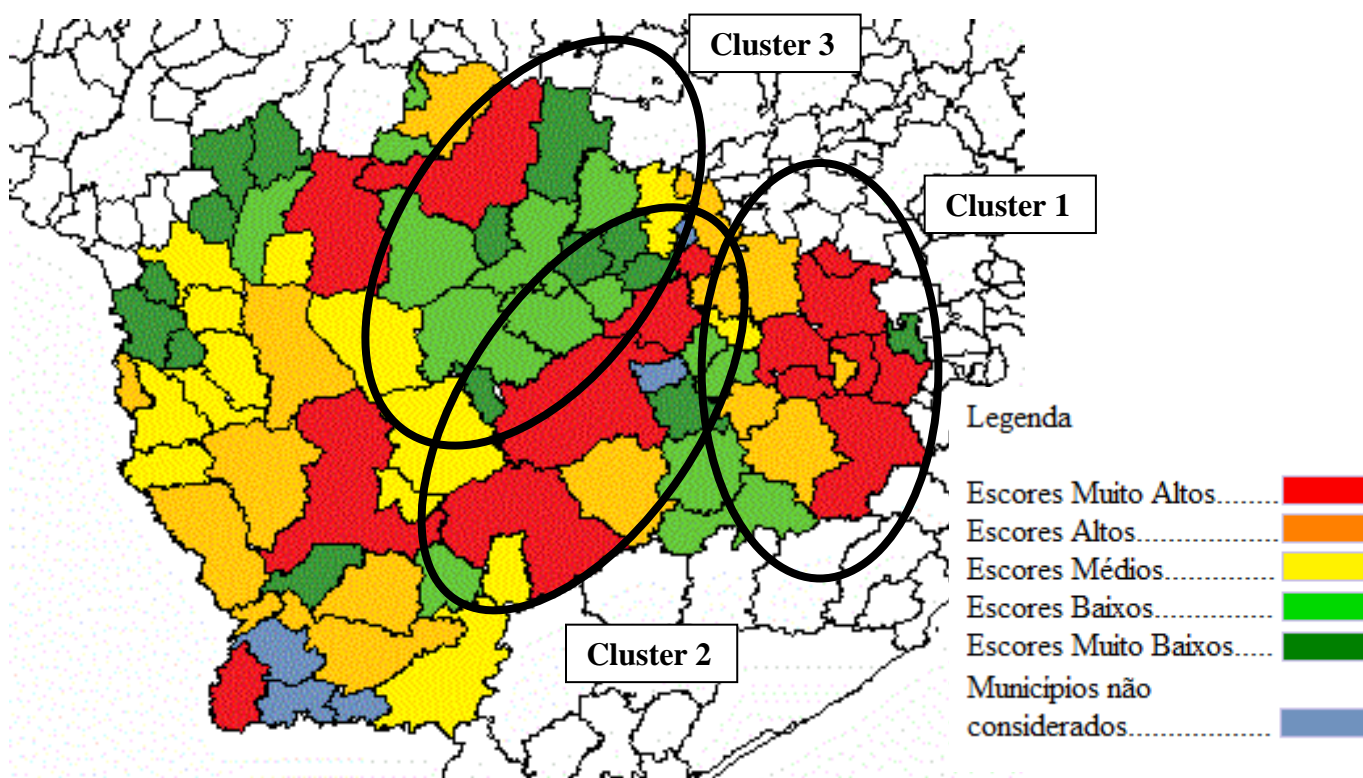 Cluster 3
Cluster 1
Cluster 2
Legenda
Escores Muito Altos........
Escores Altos.....................
Escores Médios.................
Escores Baixos..................
Escores Muito Baixos.....
Municípios não
considerados.......................